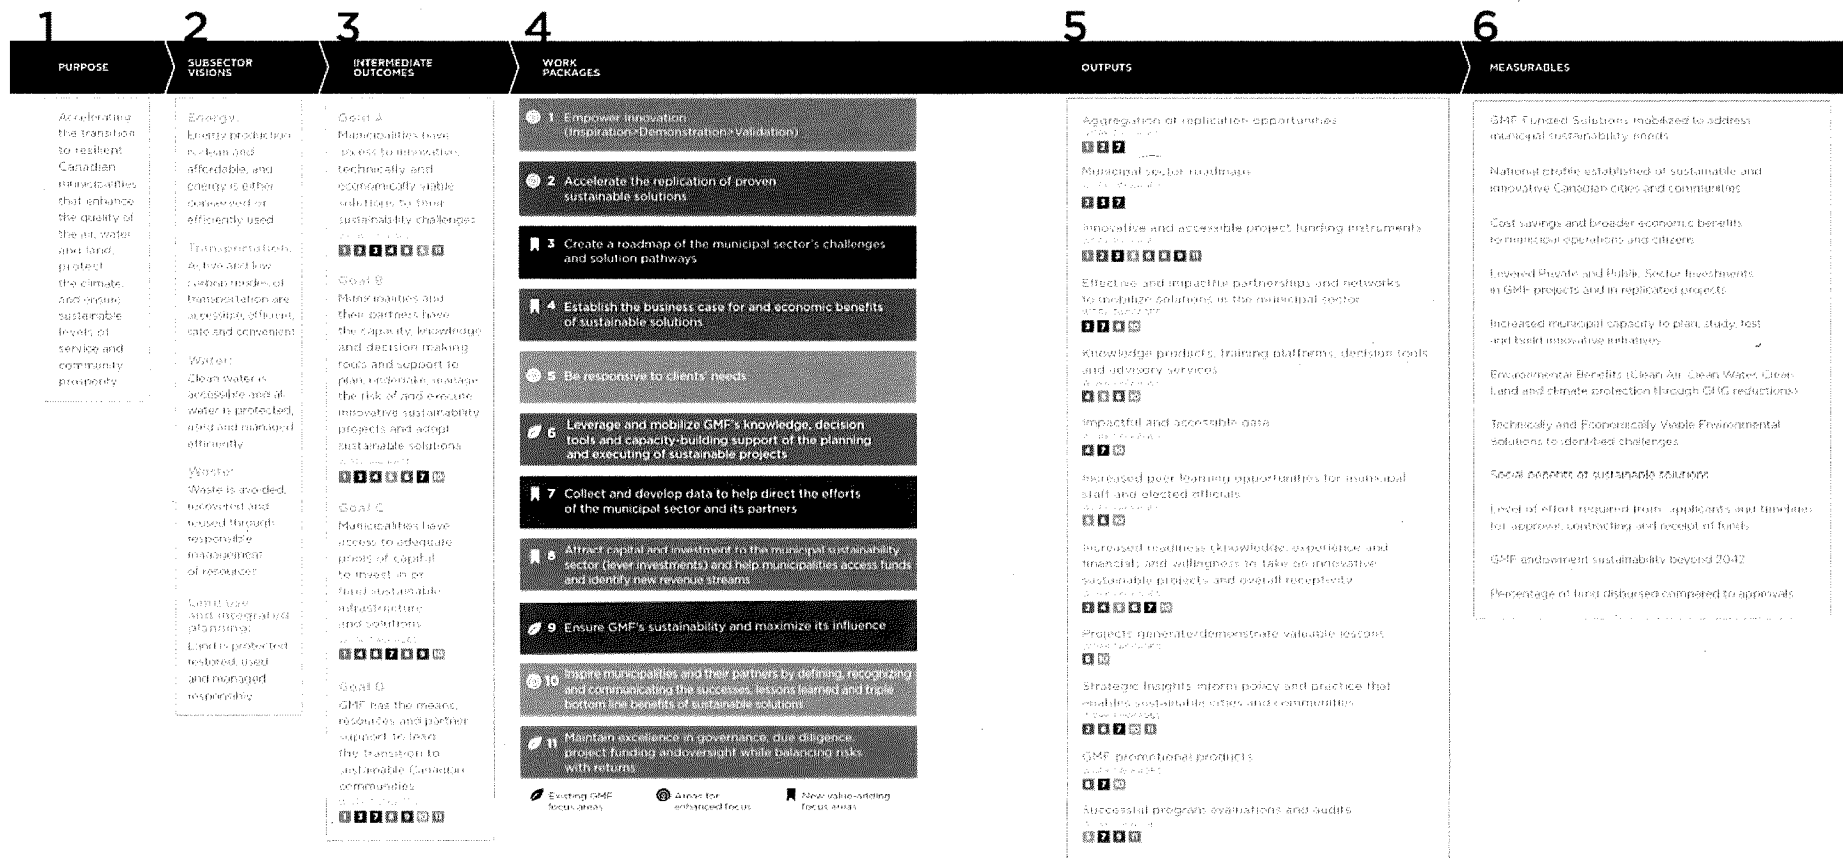 1
2
3
4
5
6
PURPOSE
SUBSECTOR
VISIONS
INTERMEDIATE
OUTCOMES
WORK
PACKAGES
OUTPUTS
MEASURABLES
Accelerating
the transition
to resilient
Canadian
municipalities
that enhance
the quality of
the air, water
and land,
protect
the climate,
and ensure
sustainable
levels of
service and
community
prosperity
Energy:
Energy production
is clean and
affordable, and
energy is either
conserved or
efficiently used
Transportation:
Active and low
carbon modes of
transportation are
accessible, efficient,
safe and convenient
Water:
Clean water is
accessible and all
water is protected,
used and managed
efficiently
Waste:
Waste is avoided,
recovered and
reused through
responsible
management
of resources
Land use
and integrated
planning:
Land is protected
restored, used
and managed
responsibly
Goal A
Municipalities have
access to innovative,
technically and
economically viable
solutions to their
sustainability challenges
Goal B
Municipalities and
their partners have
the capacity, knowledge
and decision making
tools and support to
plan, undertake, manage
the risk of and execute
innovative sustainability
projects and adopt
sustainable solutions
Goal C
Municipalities have
access to adequate
pools of capital
to invest in or
fund sustainable
infrastructure
and solutions
Goal D
GMF has the means,
resources and partner
support to lead
the transition to
sustainable Canadian
communities
1 Empower Innovation
(Inspiration>Demonstration>Validation)
2 Accelerate the replication of proven
sustainable solutions
3 Create a roadmap of the municipal sector's challenges
and solution pathways
4 Establish the business case for and economic benefits
of sustainable solutions
5 Be responsive to clients' needs
6 Leverage and mobilize GMF's knowledge, decision
tools and capacity-building support of the planning
and executing of sustainable projects
7 Collect and develop data to help direct the efforts
of the municipal sector and its partners
8 Attract capital and investment to the municipal sustainability
sector (lever investments) and help municipalities access funds
and identify new revenue streams
9 Ensure GMF's sustainability and maximize its influence
10 Inspire municipalities and their partners by defining, recognizing
and communicating the successes, lessons learned and triple
bottom line benefits of sustainable solutions
11 Maintain excellence in governance, due diligence,
project funding andoversight while balancing risks
with returns
Existing GMF
focus areas
Areas for
enhanced focus
New value-adding
focus areas
Aggregation of replication opportunities
Municipal sector roadmaps
Innovative and accessible project funding instruments
Effective and impactful partnerships and networks
to mobilize solutions in the municipal sector
Knowledge products, training platforms, decision tools
and advisory services
Impactful and accessible data
Increased peer learning opportunities for municipal
staff and elected officials
Increased readiness (knowledge, experience and
financial) and willingness to take on innovative
sustainable projects and overall receptivity
Projects generate/demonstrate valuable lessons
Strategic Insights inform policy and practice that
enables sustainable cities and communities
GMF promotional products
Successful program evaluations and audits
GMF Funded Solutions mobilized to address
municipal sustainability needs
National profile established of sustainable and
innovative Canadian cities and communities
Cost savings and broader economic benefits
to municipal operations and citizens
Levered Private and Public Sector Investments
in GMF projects and in replicated projects
Increased municipal capacity to plan, study, test
and build innovative initiatives
Environmental Benefits (Clean Air, Clean Water, Clean
Land and climate protection through GHG reductions)
Technically and Economically Viable Environmental
Solutions to identified challenges
Social benefits of sustainable solutions
Level of effort required from applicants and timelines
for approval, contracting and receipt of funds
GMF endowment sustainability beyond 2042
Percentage of fund disbursed compared to approvals